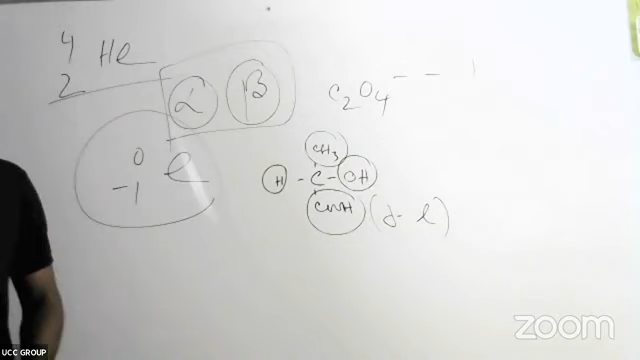 4
2 He
α β
C2O4 - -
0
-1 e
CH3
H - C - OH
COOH (d-l)
zoom
UCC GROUP